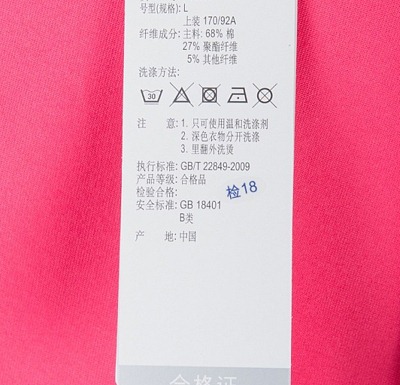 号型(规格): L
上装 170/92A
纤维成分: 主料: 68% 棉
27% 聚酯纤维
5% 其他纤维
洗涤方法:
30
注 意: 1. 只可使用温和洗涤剂
2. 深色衣物分开洗涤
3. 里翻外洗烫
执行标准: GB/T 22849-2009
产品等级: 合格品
检验合格:
检18
安全标准: GB 18401
B类
产 地: 中国
合格证